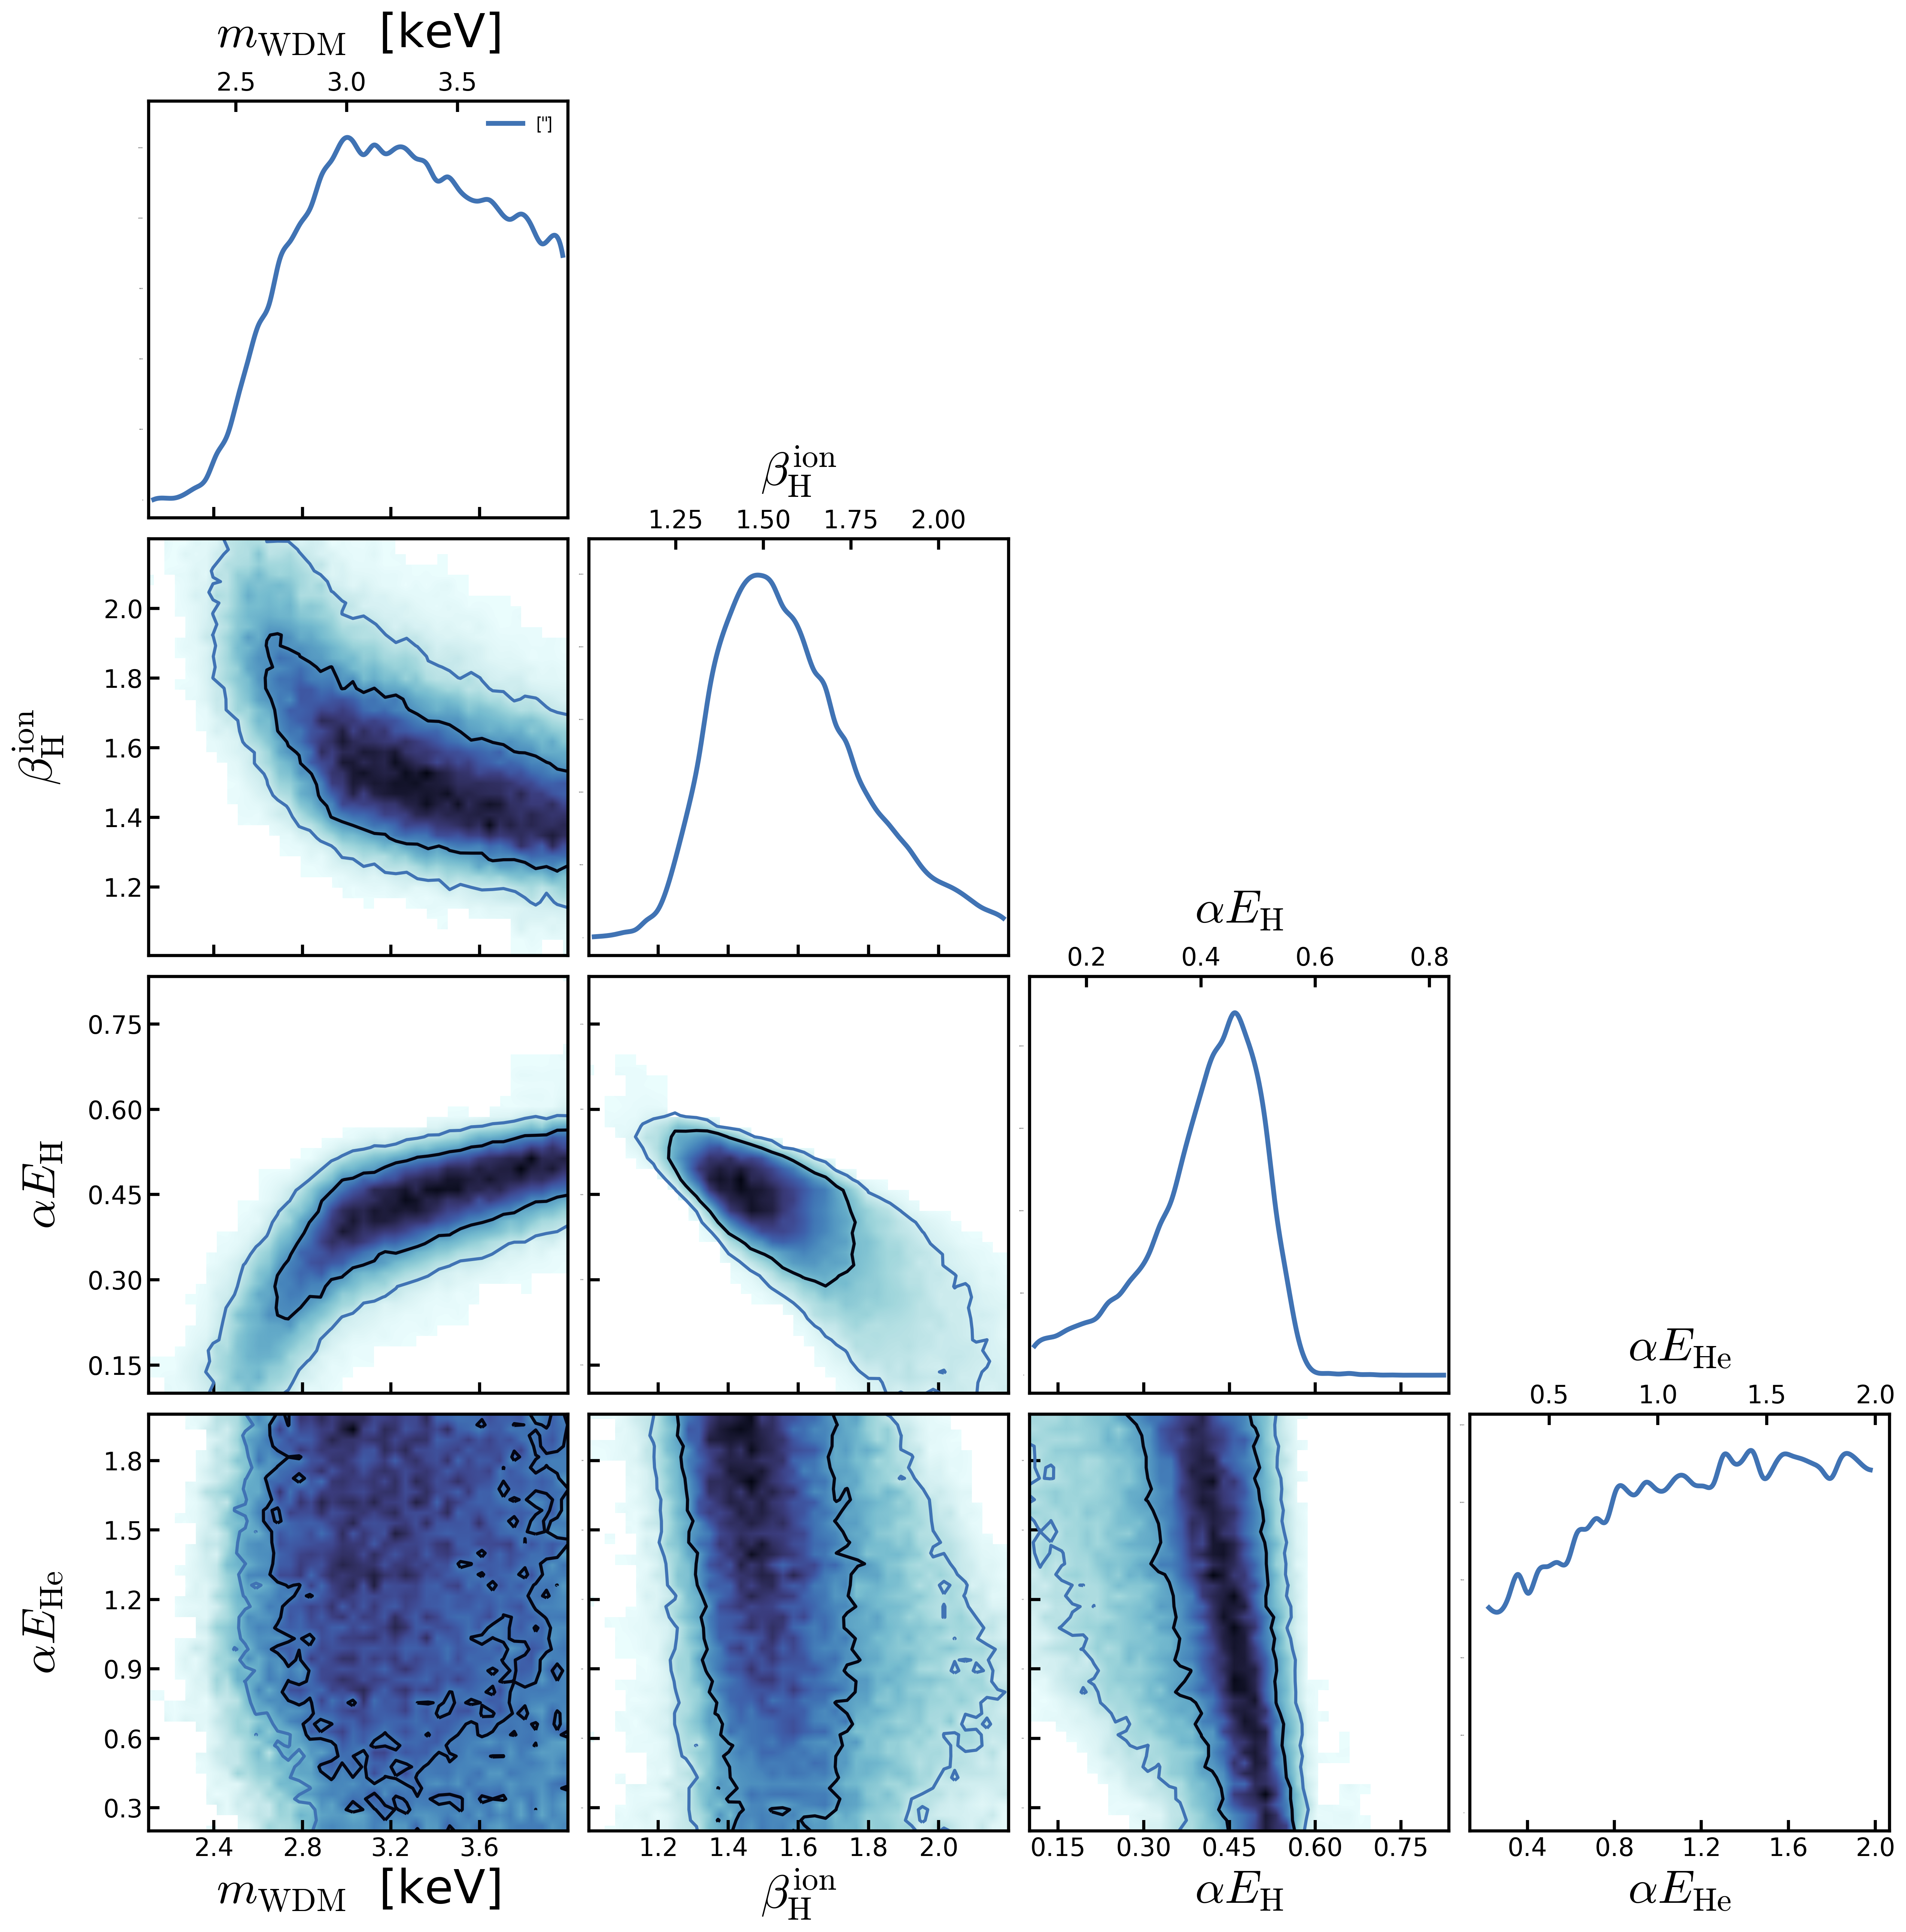 m_WDM [keV]
2.5 3.0 3.5
['']
β_H^ion
1.25 1.50 1.75 2.00
2.0
1.8
1.6
1.4
1.2
β_H^ion
αE_H
0.2 0.4 0.6 0.8
0.75
0.60
0.45
0.30
0.15
αE_H
αE_He
0.5 1.0 1.5 2.0
1.8
1.5
1.2
0.9
0.6
0.3
αE_He
2.4 2.8 3.2 3.6
1.2 1.4 1.6 1.8 2.0
0.15 0.30 0.45 0.60 0.75
0.4 0.8 1.2 1.6 2.0
m_WDM [keV]
β_H^ion
αE_H
αE_He